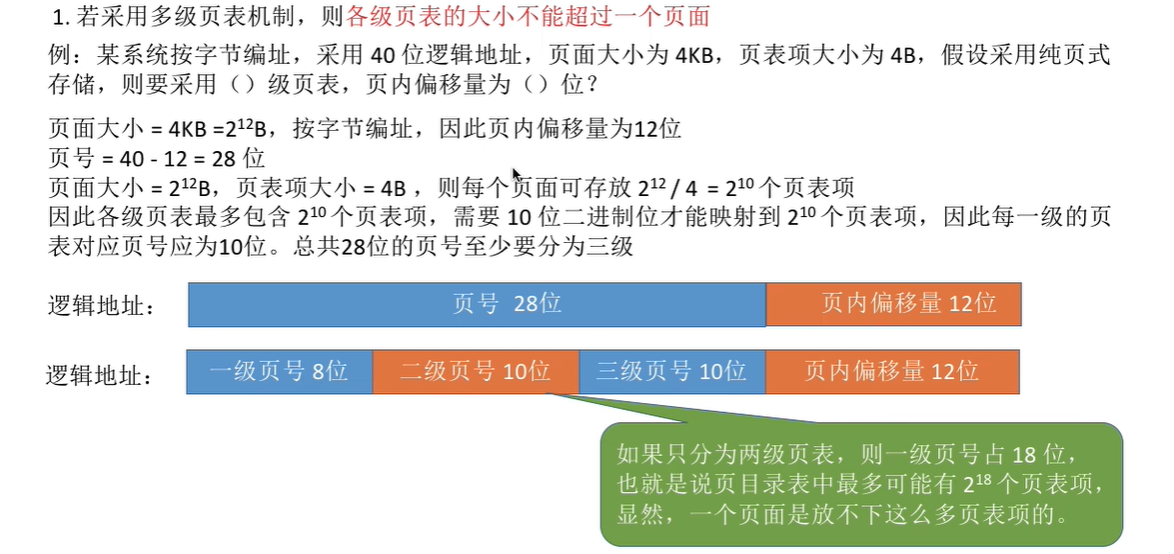 1. 若采用多级页表机制，则各级页表的大小不能超过一个页面
例：某系统按字节编址，采用 40 位逻辑地址，页面大小为 4KB，页表项大小为 4B，假设采用纯页式
存储，则要采用（）级页表，页内偏移量为（）位？
页面大小 = 4KB =2¹²B，按字节编址，因此页内偏移量为12位
页号 = 40 - 12 = 28 位
页面大小 = 2¹²B，页表项大小 = 4B ，则每个页面可存放 2¹² / 4 = 2¹⁰ 个页表项
因此各级页表最多包含 2¹⁰ 个页表项，需要 10 位二进制位才能映射到 2¹⁰ 个页表项，因此每一级的页
表对应页号应为10位。总共28位的页号至少要分为三级
逻辑地址： 页号 28位 页内偏移量 12位
逻辑地址： 一级页号 8位 二级页号 10位 三级页号 10位 页内偏移量 12位
如果只分为两级页表，则一级页号占 18 位，
也就是说页目录表中最多可能有 2¹⁸ 个页表项，
显然，一个页面是放不下这么多页表项的。